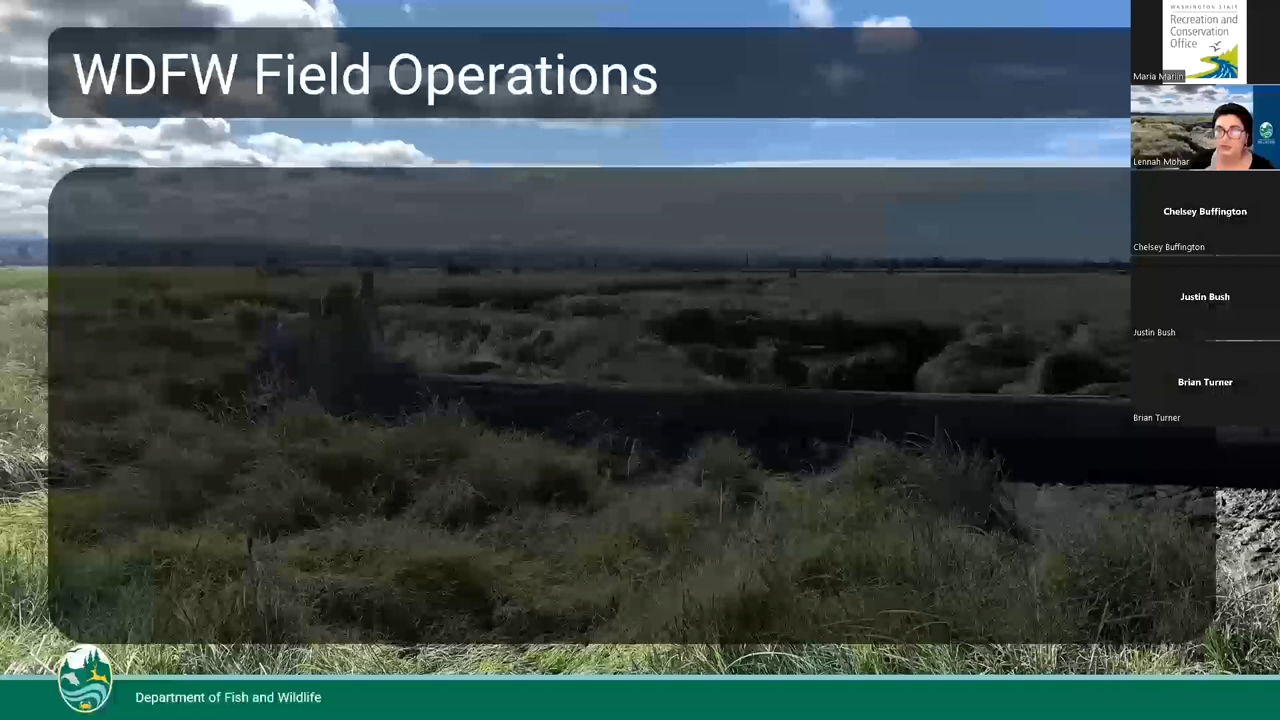 WDFW Field Operations
WASHINGTON STATE
Recreation and
Conservation
Office
Maria Marlin
Lennah Mohar
Chelsey Buffington
Chelsey Buffington
Justin Bush
Justin Bush
Brian Turner
Brian Turner
Department of Fish and Wildlife